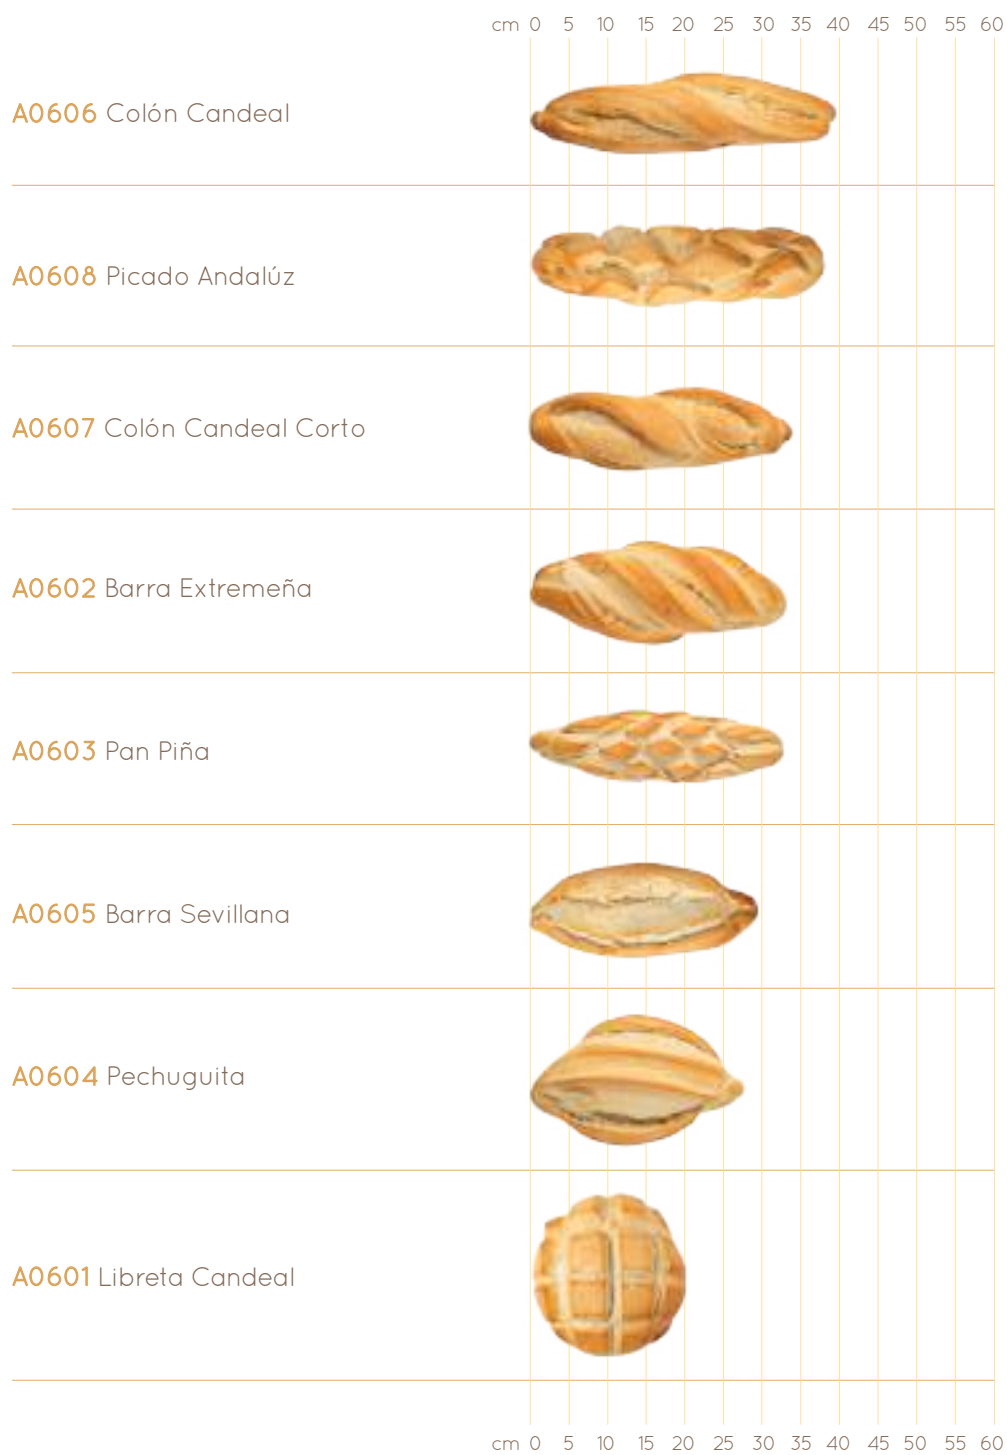 cm 0 5 10 15 20 25 30 35 40 45 50 55 60
A0606 Colón Candeal
A0608 Picado Andalúz
A0607 Colón Candeal Corto
A0602 Barra Extremeña
A0603 Pan Piña
A0605 Barra Sevillana
A0604 Pechuguita
A0601 Libreta Candeal
cm 0 5 10 15 20 25 30 35 40 45 50 55 60